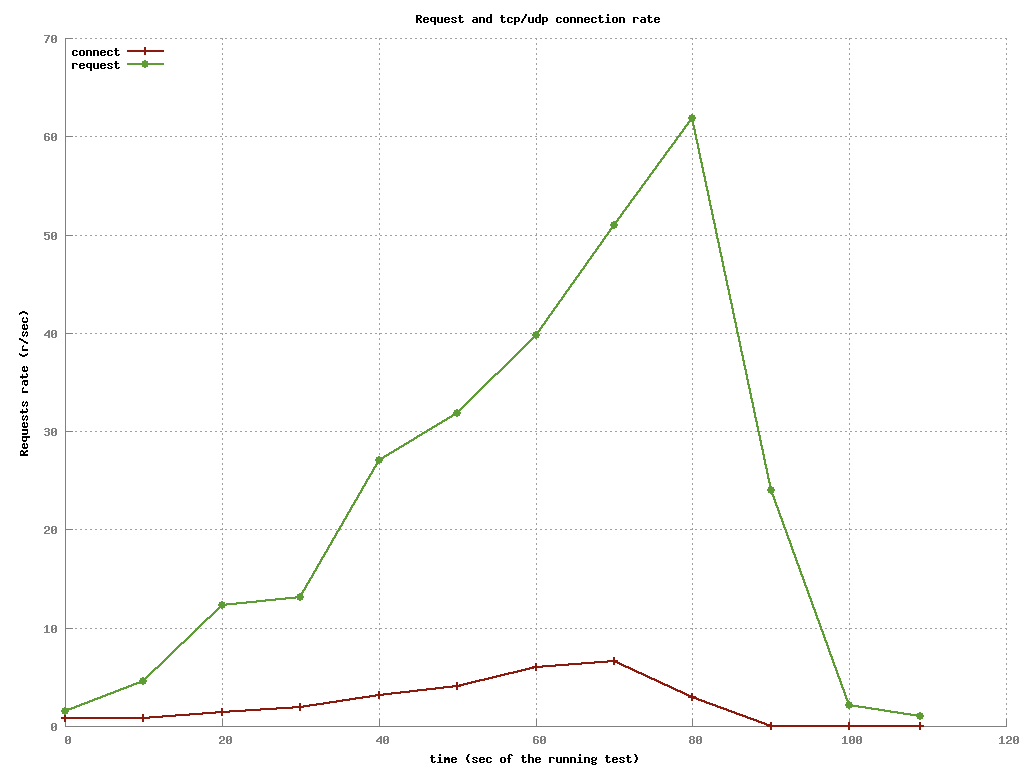 Request and tcp/udp connection rate
connect
request
70
60
50
40
30
20
10
0
Requests rate (r/sec)
0 20 40 60 80 100 120
time (sec of the running test)